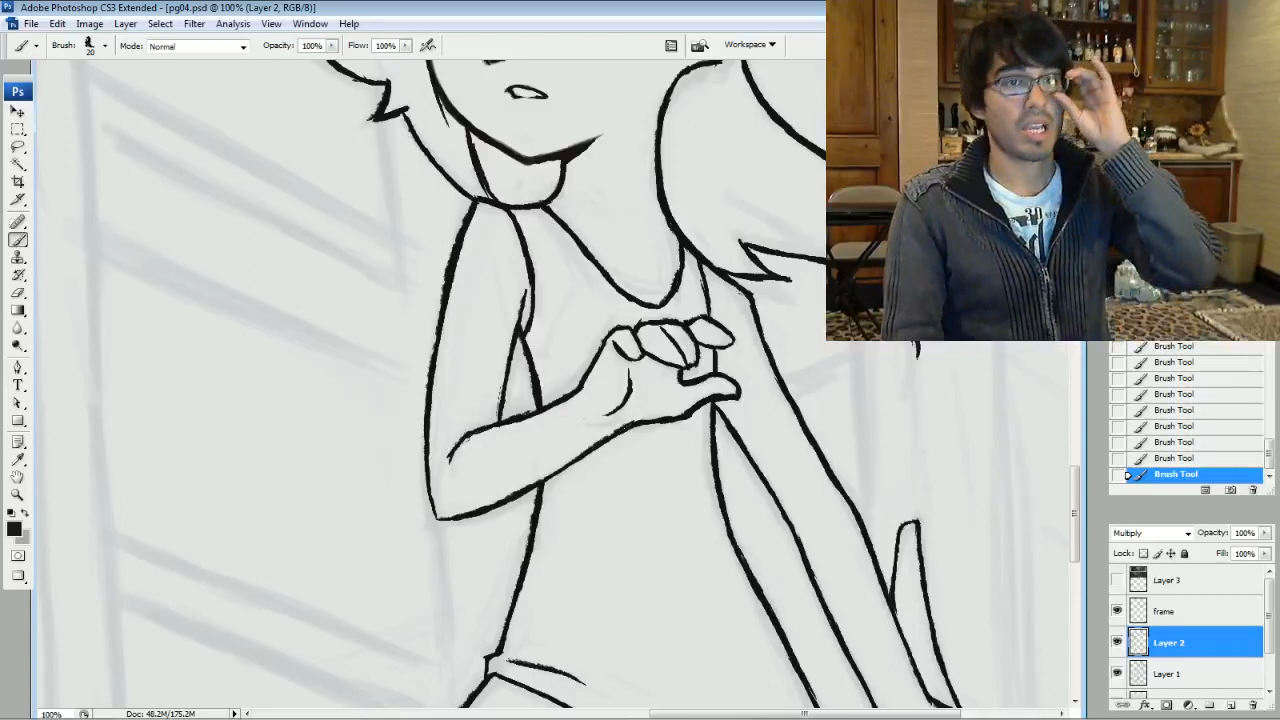 Adobe Photoshop CS3 Extended - [pg04.psd @ 100% (Layer 2, RGB/8)]
File Edit Image Layer Select Filter Analysis View Window Help
Brush: 20 Mode: Normal Opacity: 100% Flow: 100% Workspace
Ps
30
Brush Tool
Brush Tool
Brush Tool
Brush Tool
Brush Tool
Brush Tool
Brush Tool
Brush Tool
Brush Tool
Multiply Opacity: 100%
Lock: Fill: 100%
Layer 3
frame
Layer 2
Layer 1
100% Doc: 48.2M/175.2M